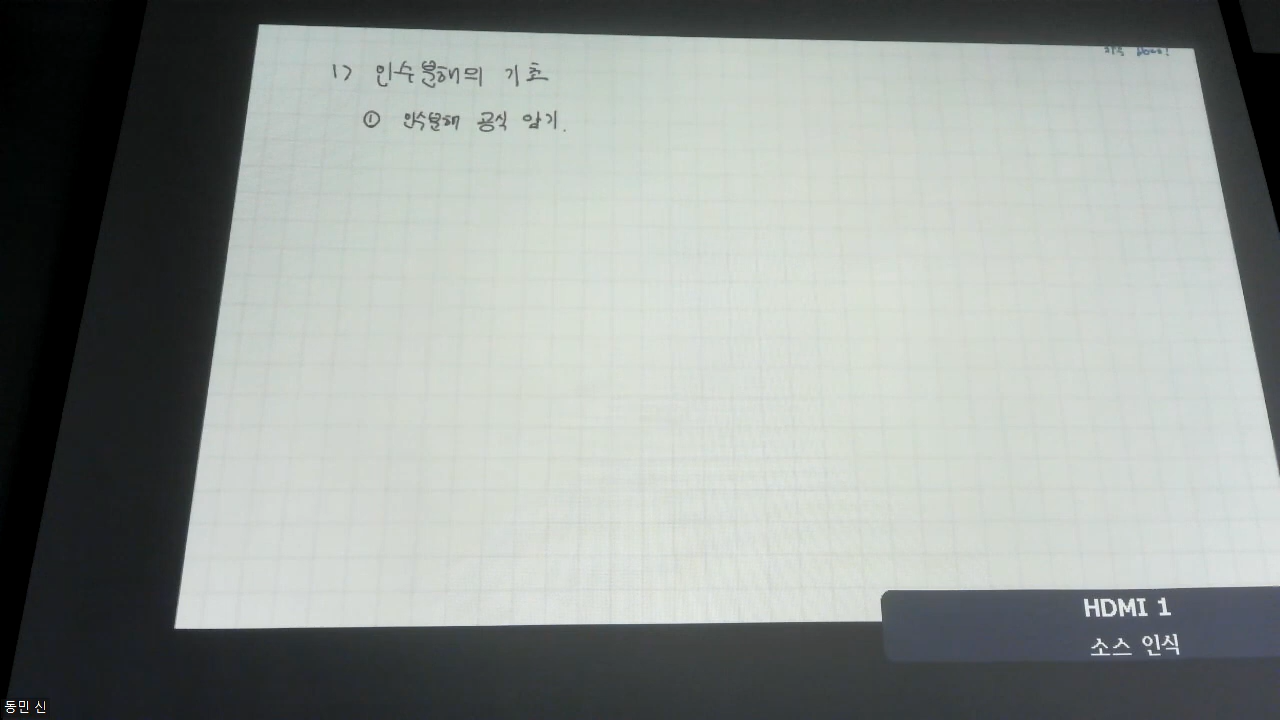 1) 인수분해의 기초
① 인수분해 공식 암기.
HDMI 1
소스 인식
동민 신